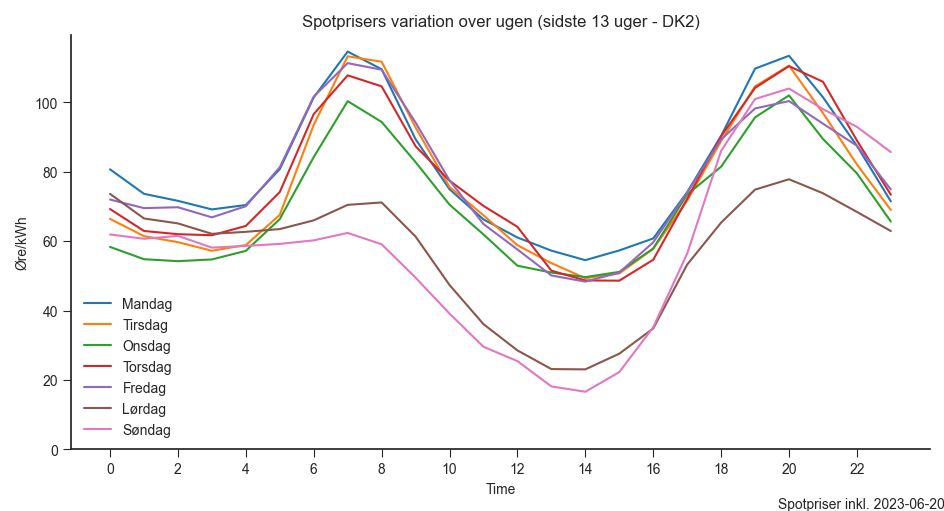 Spotprisers variation over ugen (sidste 13 uger - DK2)
Øre/kWh
100
80
60
40
20
0
Mandag
Tirsdag
Onsdag
Torsdag
Fredag
Lørdag
Søndag
0 2 4 6 8 10 12 14 16 18 20 22
Time
Spotpriser inkl. 2023-06-20